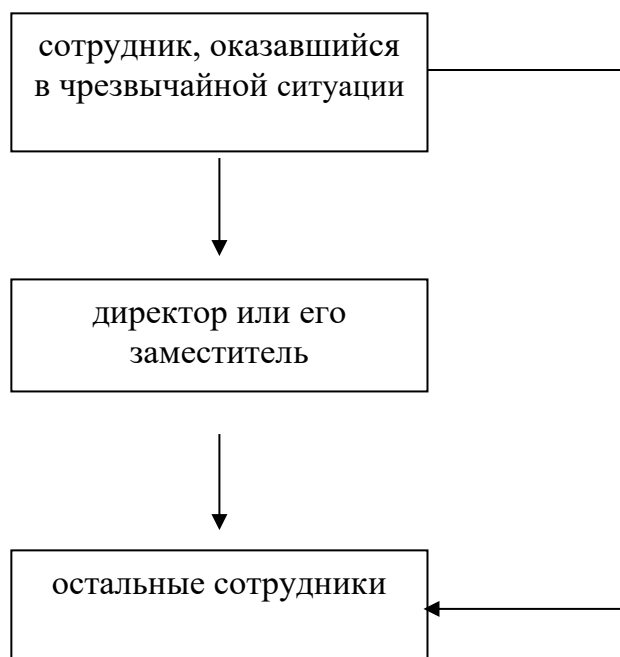 сотрудник, оказавшийся
в чрезвычайной ситуации
директор или его
заместитель
остальные сотрудники